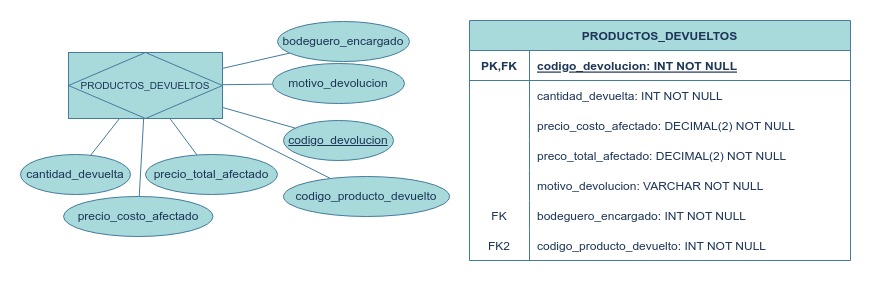 bodeguero_encargado
PRODUCTOS_DEVUELTOS
motivo_devolucion
codigo_devolucion
cantidad_devuelta
precio_total_afectado
codigo_producto_devuelto
precio_costo_afectado
PRODUCTOS_DEVUELTOS
PK,FK codigo_devolucion: INT NOT NULL
cantidad_devuelta: INT NOT NULL
precio_costo_afectado: DECIMAL(2) NOT NULL
preco_total_afectado: DECIMAL(2) NOT NULL
motivo_devolucion: VARCHAR NOT NULL
FK bodeguero_encargado: INT NOT NULL
FK2 codigo_producto_devuelto: INT NOT NULL